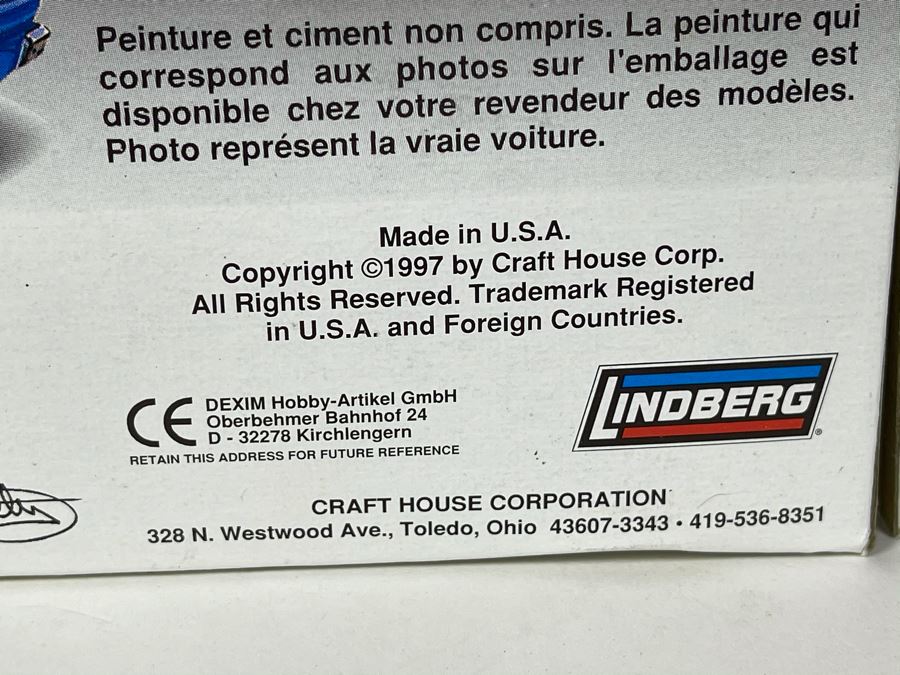 Peinture et ciment non compris. La peinture qui
correspond aux photos sur l'emballage est
disponible chez votre revendeur des modèles.
Photo représent la vraie voiture.
Made in U.S.A.
Copyright ©1997 by Craft House Corp.
All Rights Reserved. Trademark Registered
in U.S.A. and Foreign Countries.
CE
DEXIM Hobby-Artikel GmbH
Oberbehmer Bahnhof 24
D - 32278 Kirchlengern
RETAIN THIS ADDRESS FOR FUTURE REFERENCE
LINDBERG®
CRAFT HOUSE CORPORATION
328 N. Westwood Ave., Toledo, Ohio 43607-3343 • 419-536-8351